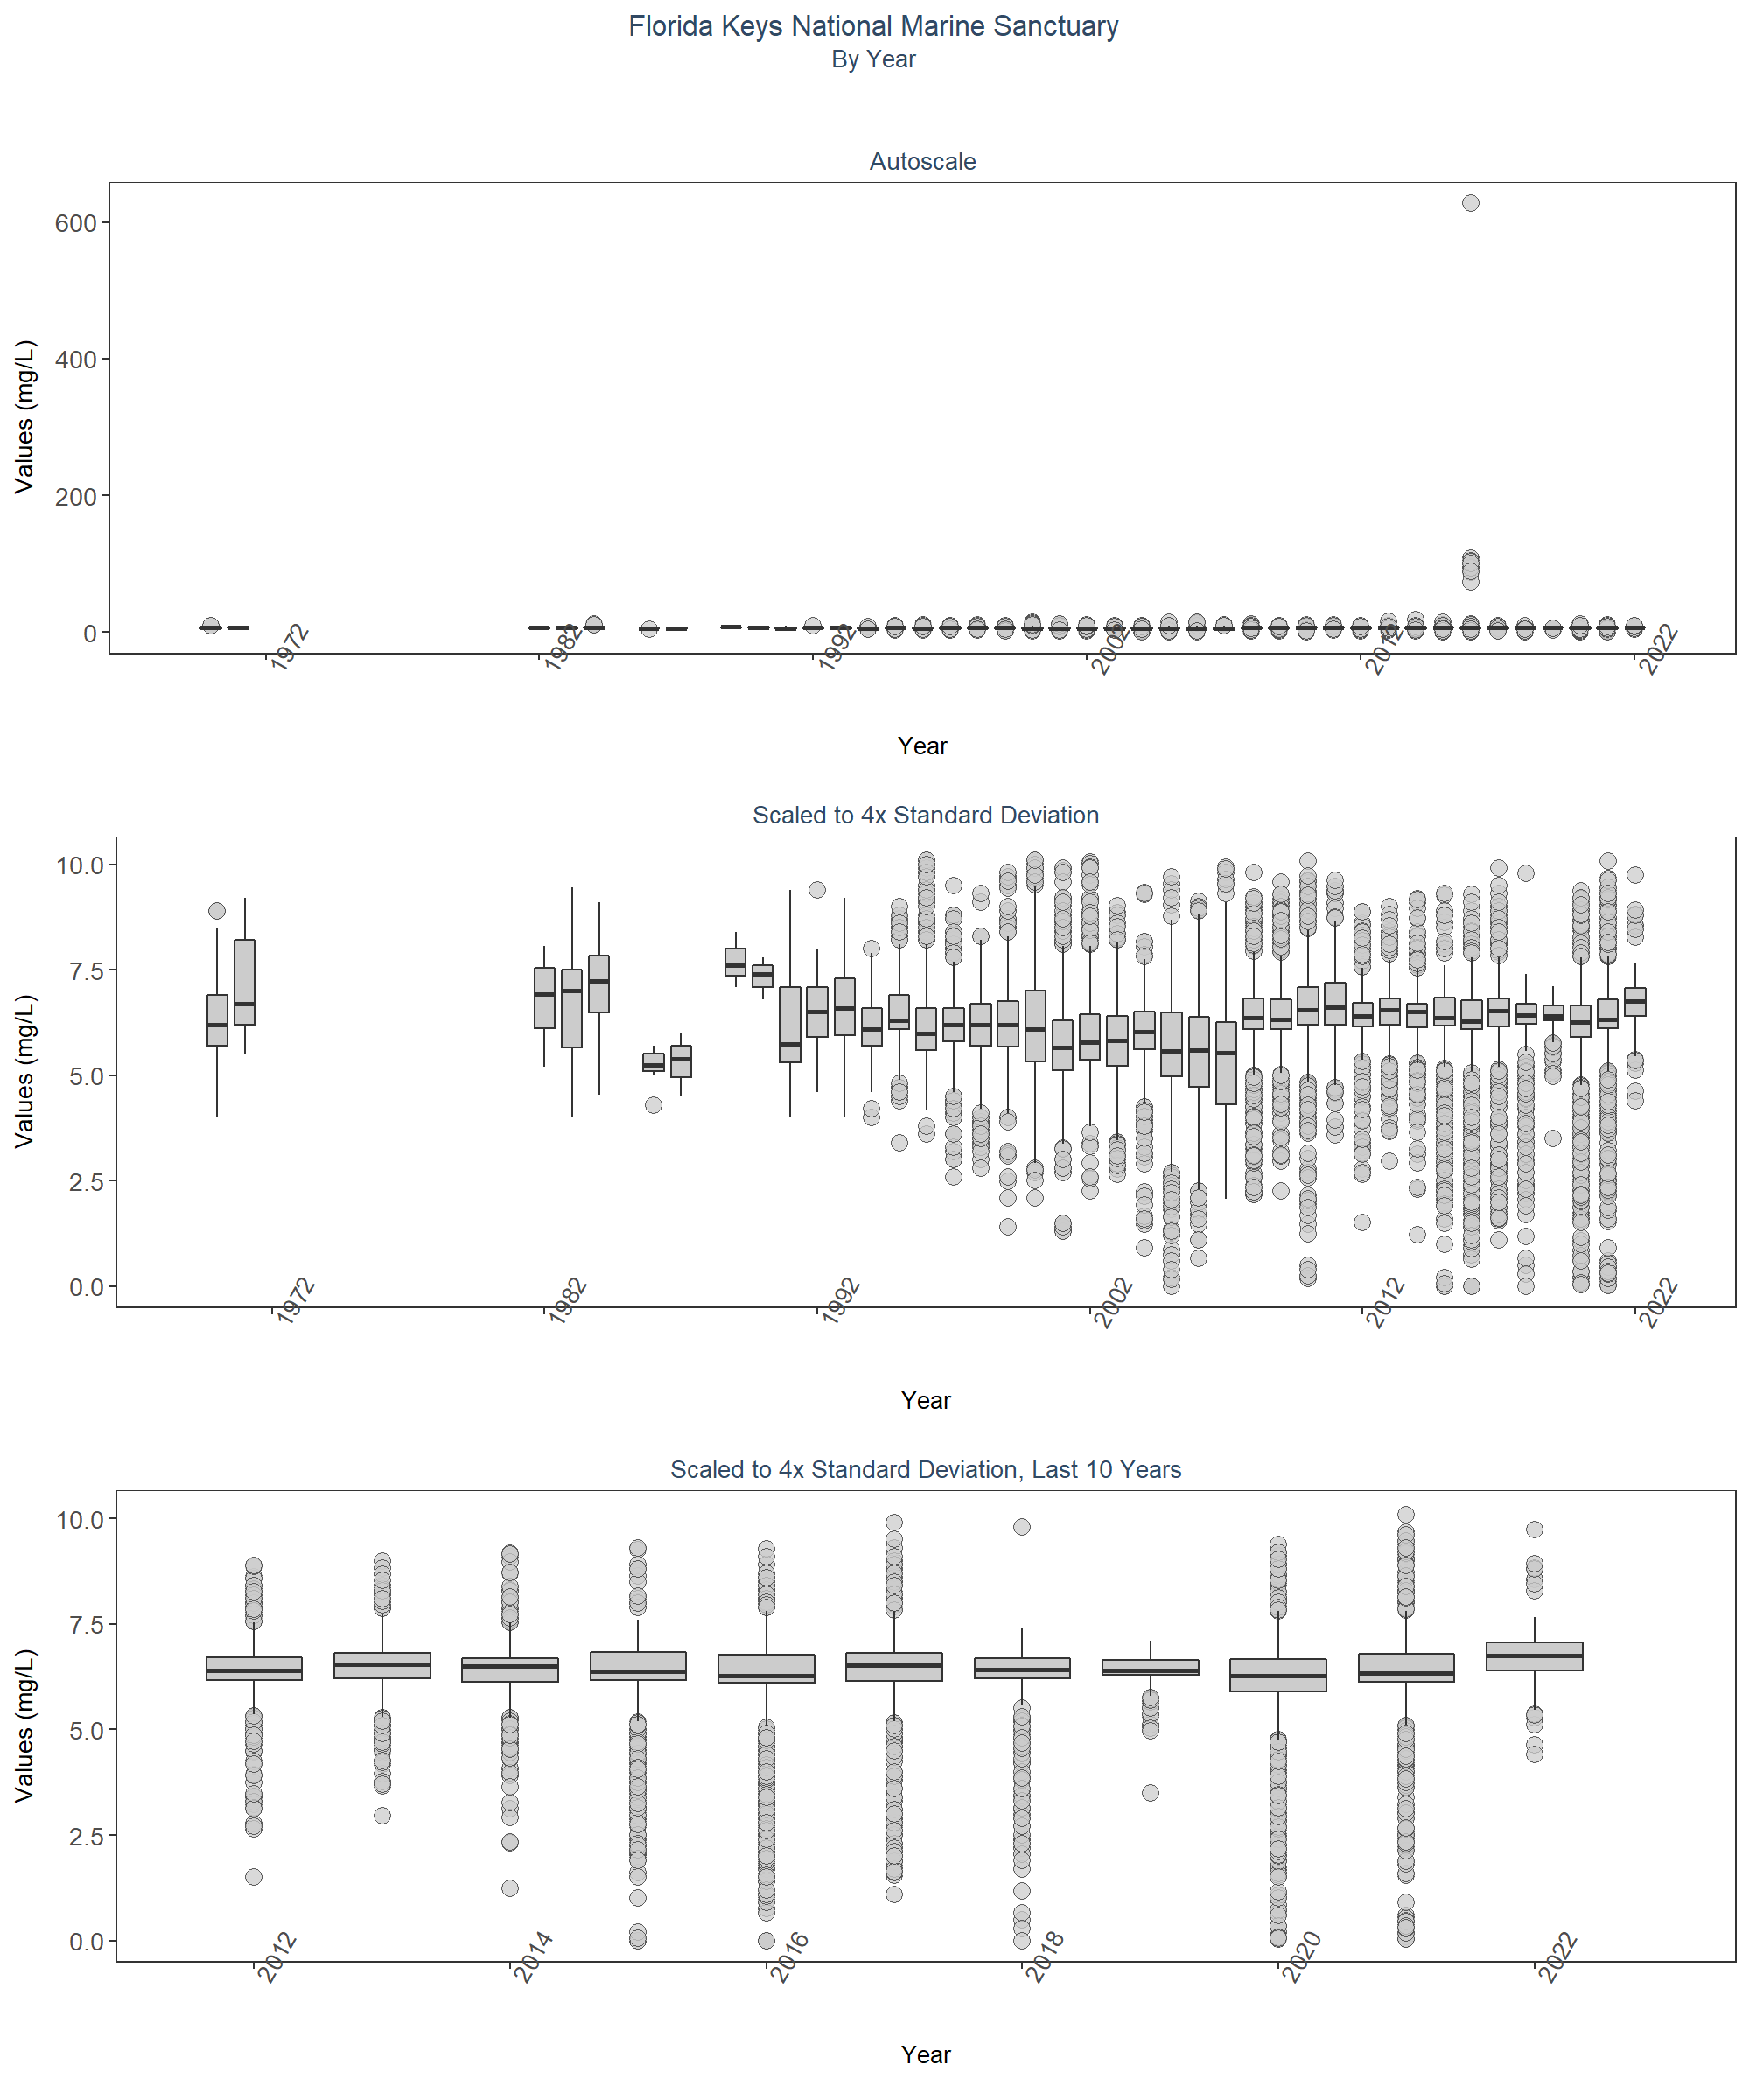 Florida Keys National Marine Sanctuary
By Year
Autoscale
Values (mg/L)
600
400
200
0
1972
1982
1992
2002
2012
2022
Year
Scaled to 4x Standard Deviation
Values (mg/L)
10.0
7.5
5.0
2.5
0.0
1972
1982
1992
2002
2012
2022
Year
Scaled to 4x Standard Deviation, Last 10 Years
Values (mg/L)
10.0
7.5
5.0
2.5
0.0
2012
2014
2016
2018
2020
2022
Year